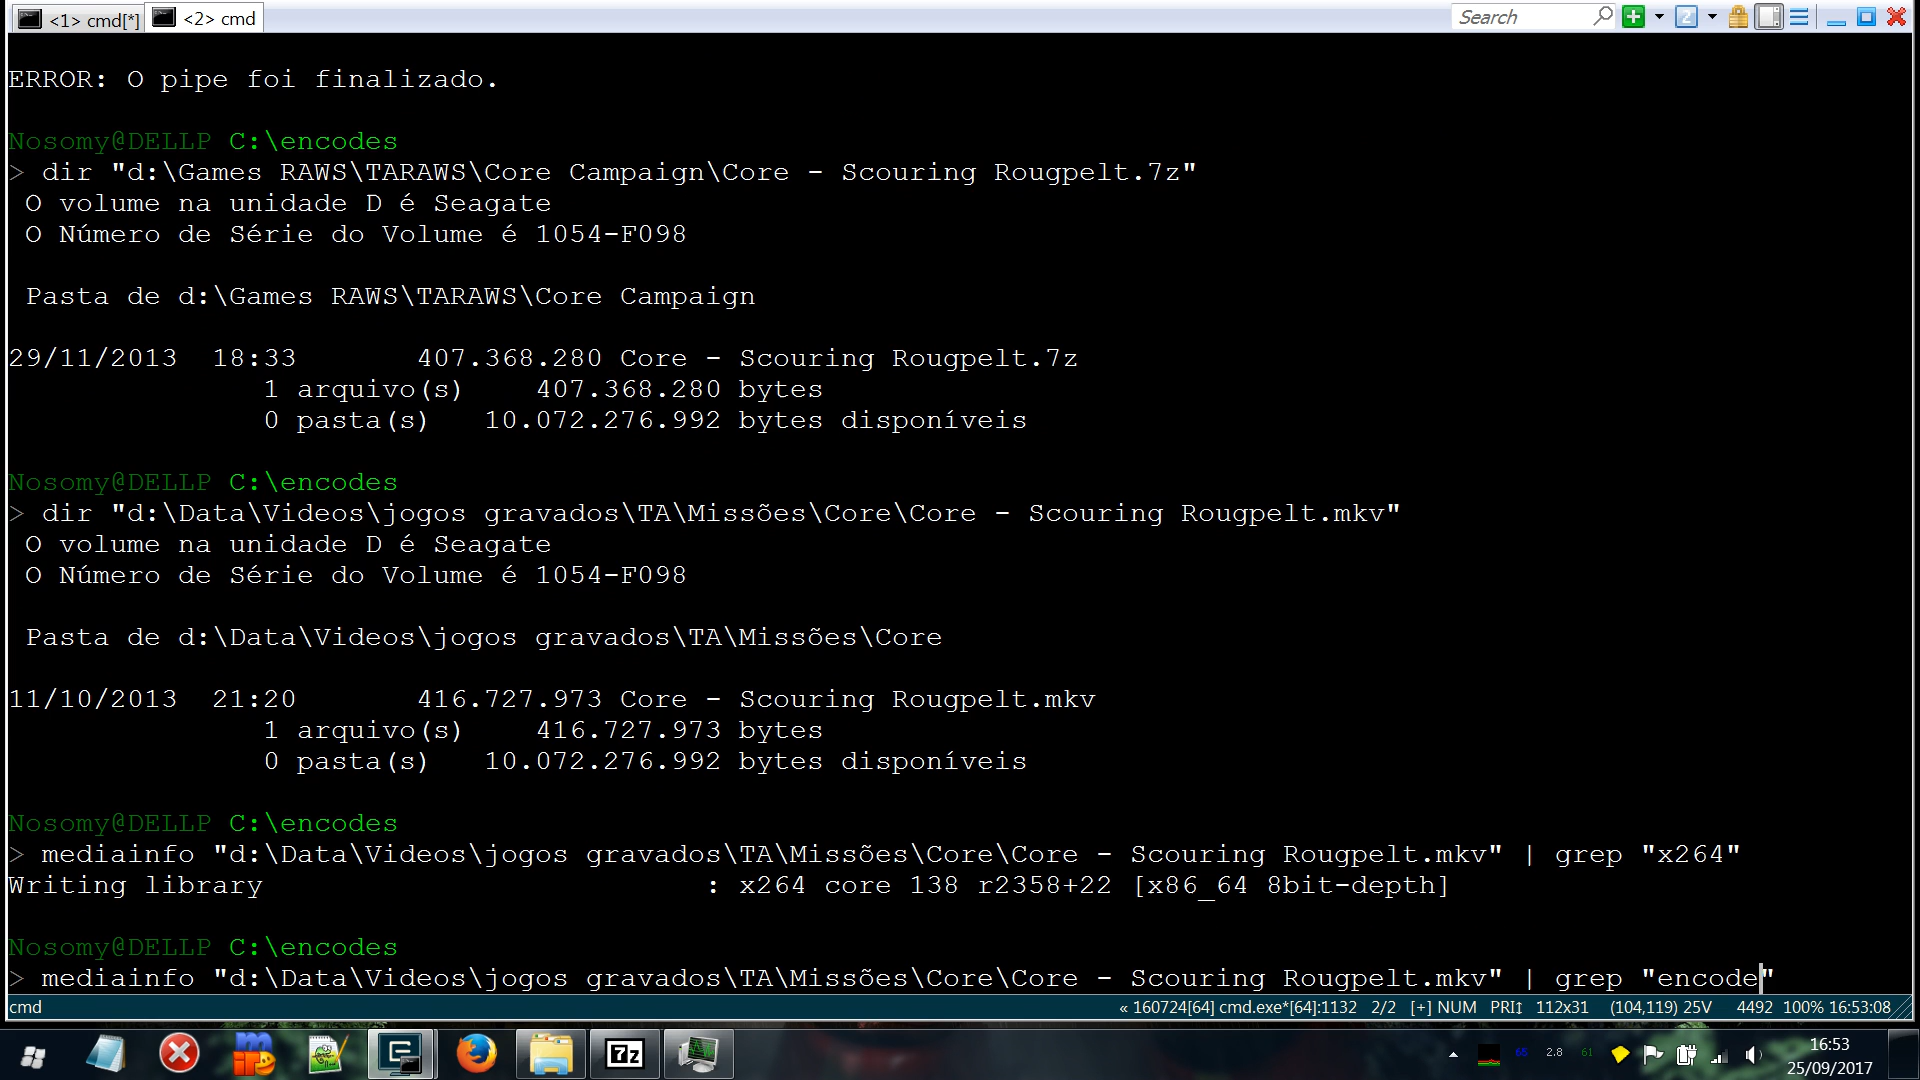 <1> cmd[*] <2> cmd Search
ERROR: O pipe foi finalizado.
Nosomy@DELLP C:\encodes
> dir "d:\Games RAWS\TARAWS\Core Campaign\Core - Scouring Rougpelt.7z"
O volume na unidade D é Seagate
O Número de Série do Volume é 1054-F098
Pasta de d:\Games RAWS\TARAWS\Core Campaign
29/11/2013  18:33       407.368.280 Core - Scouring Rougpelt.7z
1 arquivo(s)    407.368.280 bytes
0 pasta(s)   10.072.276.992 bytes disponíveis
Nosomy@DELLP C:\encodes
> dir "d:\Data\Videos\jogos gravados\TA\Missões\Core\Core - Scouring Rougpelt.mkv"
O volume na unidade D é Seagate
O Número de Série do Volume é 1054-F098
Pasta de d:\Data\Videos\jogos gravados\TA\Missões\Core
11/10/2013  21:20       416.727.973 Core - Scouring Rougpelt.mkv
1 arquivo(s)    416.727.973 bytes
0 pasta(s)   10.072.276.992 bytes disponíveis
Nosomy@DELLP C:\encodes
> mediainfo "d:\Data\Videos\jogos gravados\TA\Missões\Core\Core - Scouring Rougpelt.mkv" | grep "x264"
Writing library                          : x264 core 138 r2358+22 [x86_64 8bit-depth]
Nosomy@DELLP C:\encodes
> mediainfo "d:\Data\Videos\jogos gravados\TA\Missões\Core\Core - Scouring Rougpelt.mkv" | grep "encode"
cmd « 160724[64] cmd.exe*[64]:1132 2/2 [+] NUM PRI↕ 112x31 (104,119) 25V 4492 100% 16:53:08
7z 65 2.8 61 16:53
25/09/2017